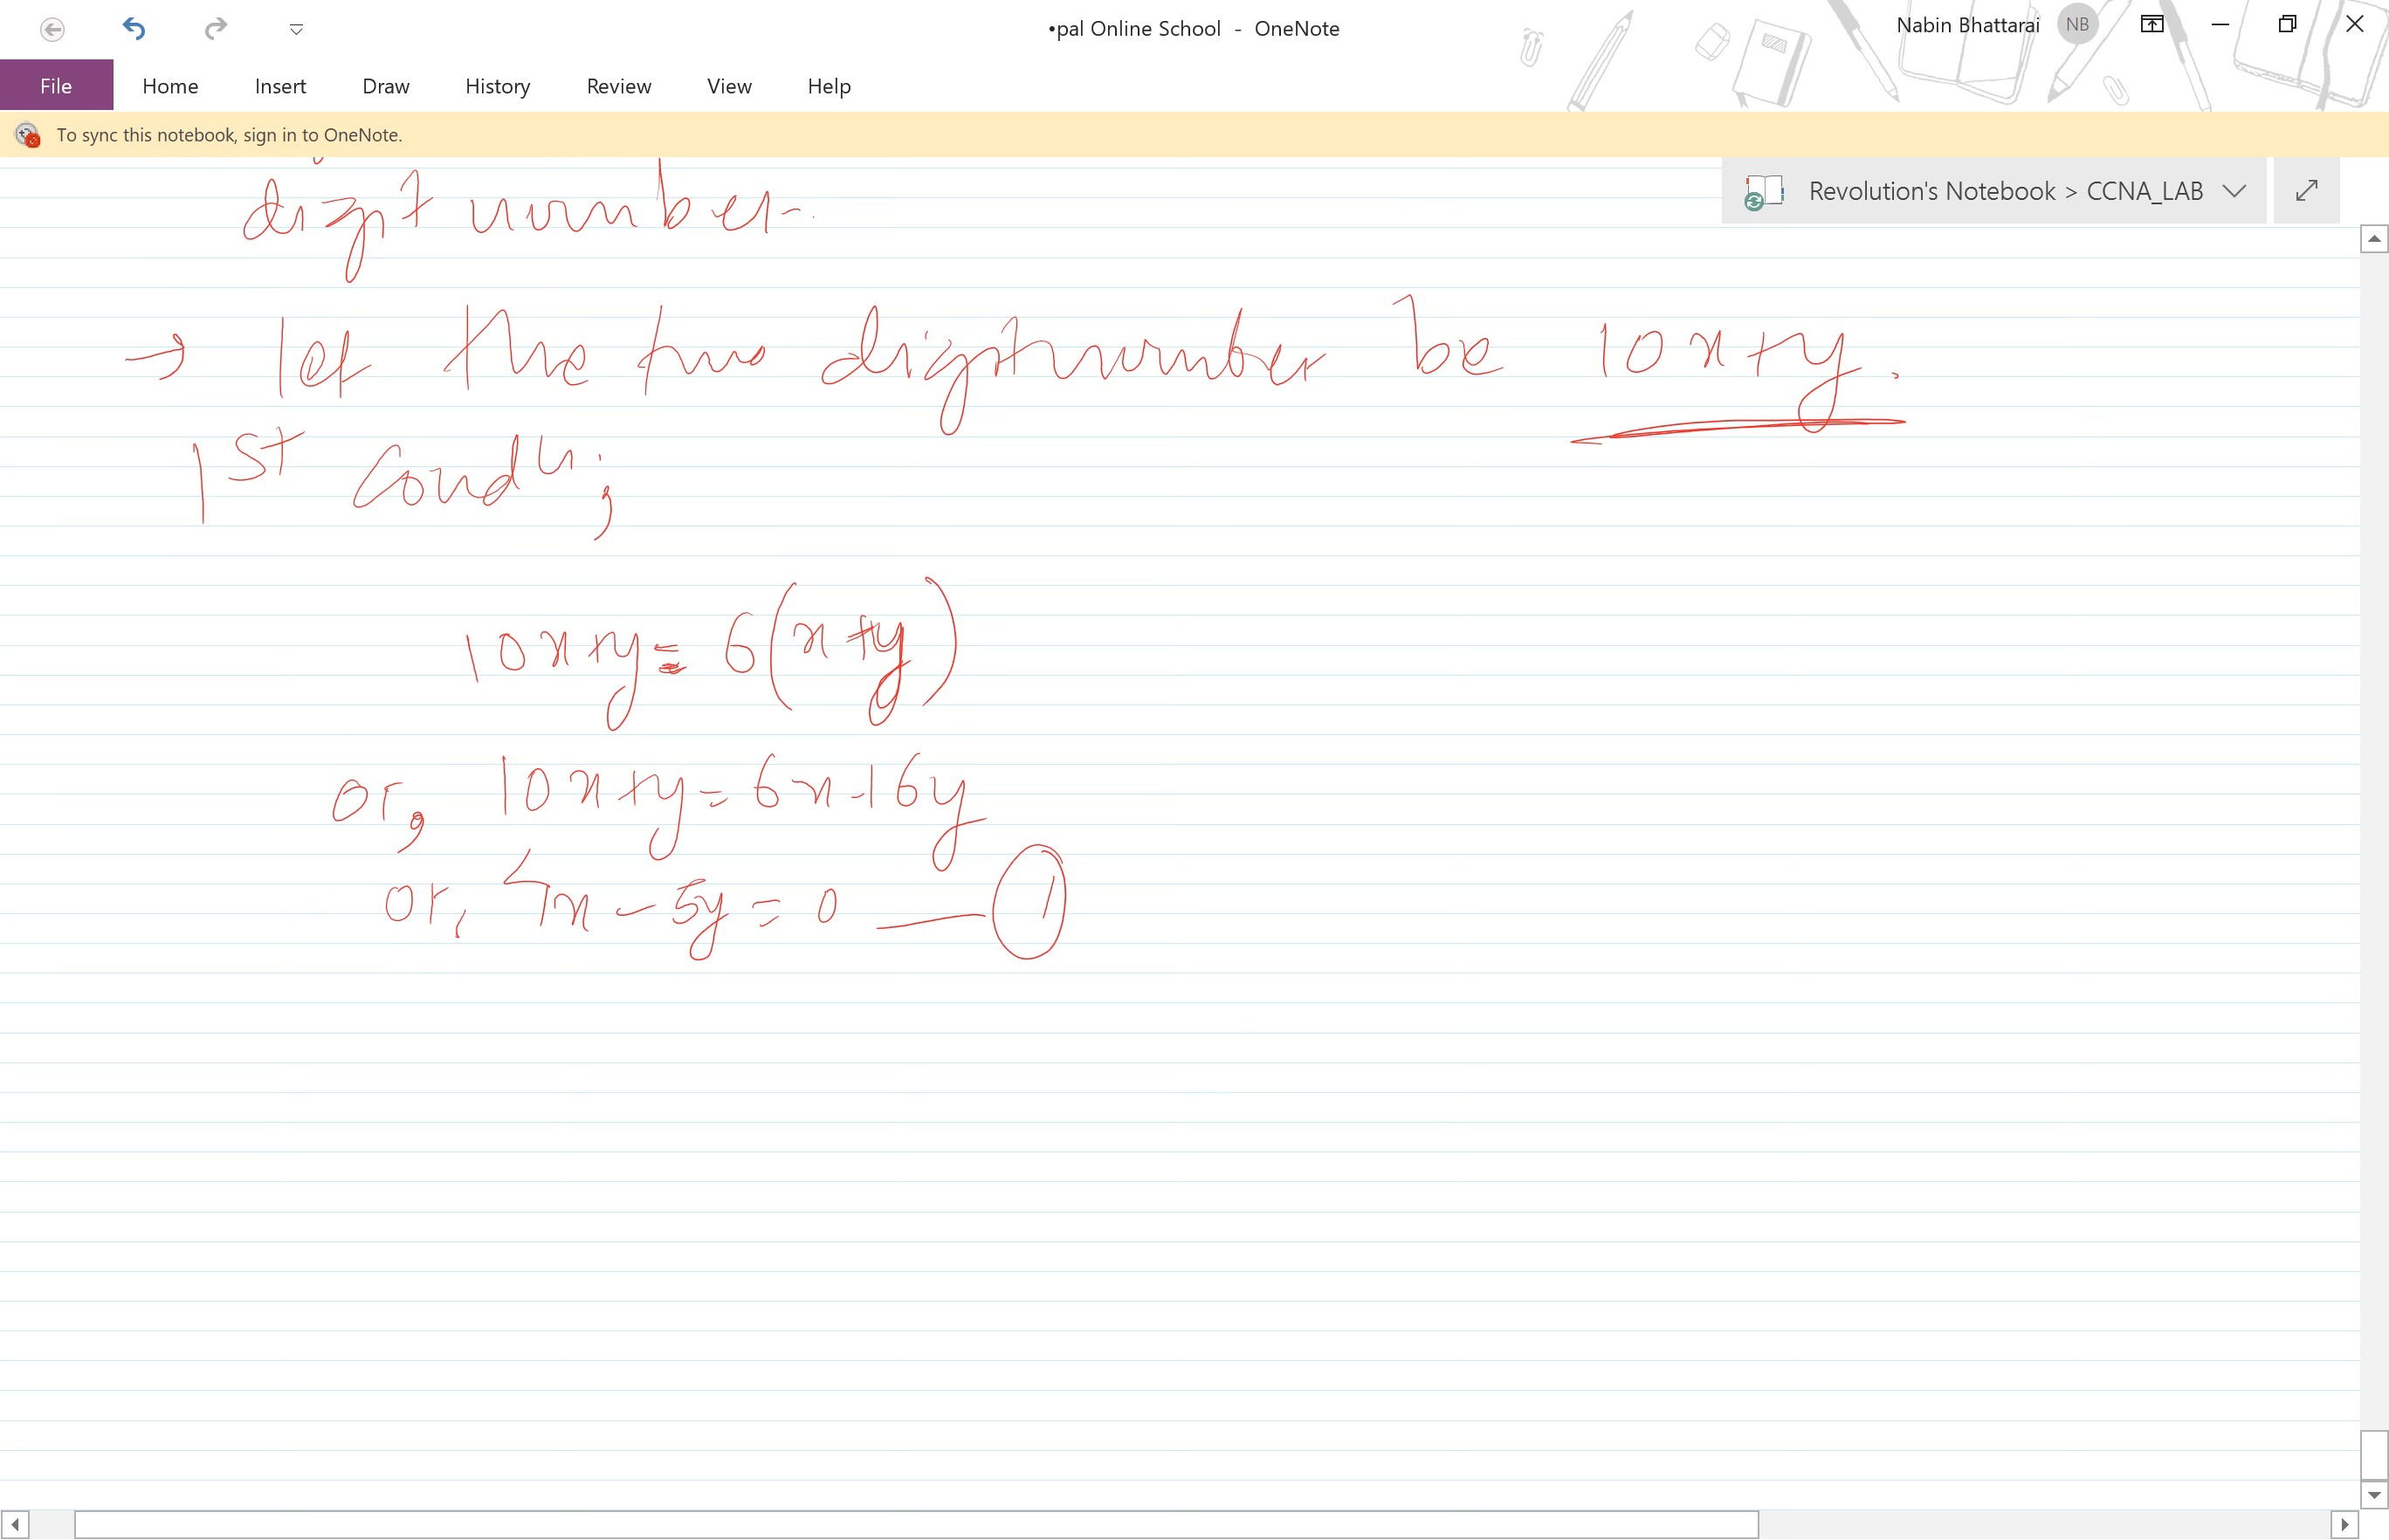 •pal Online School - OneNote
Nabin Bhattarai NB
File Home Insert Draw History Review View Help
To sync this notebook, sign in to OneNote.
Revolution's Notebook > CCNA_LAB
digit number.
→ let the two digit number be 10x+y.
1st condn;
10x+y = 6(x+y)
or, 10x+y = 6x+6y
or, 4x - 5y = 0 — 1